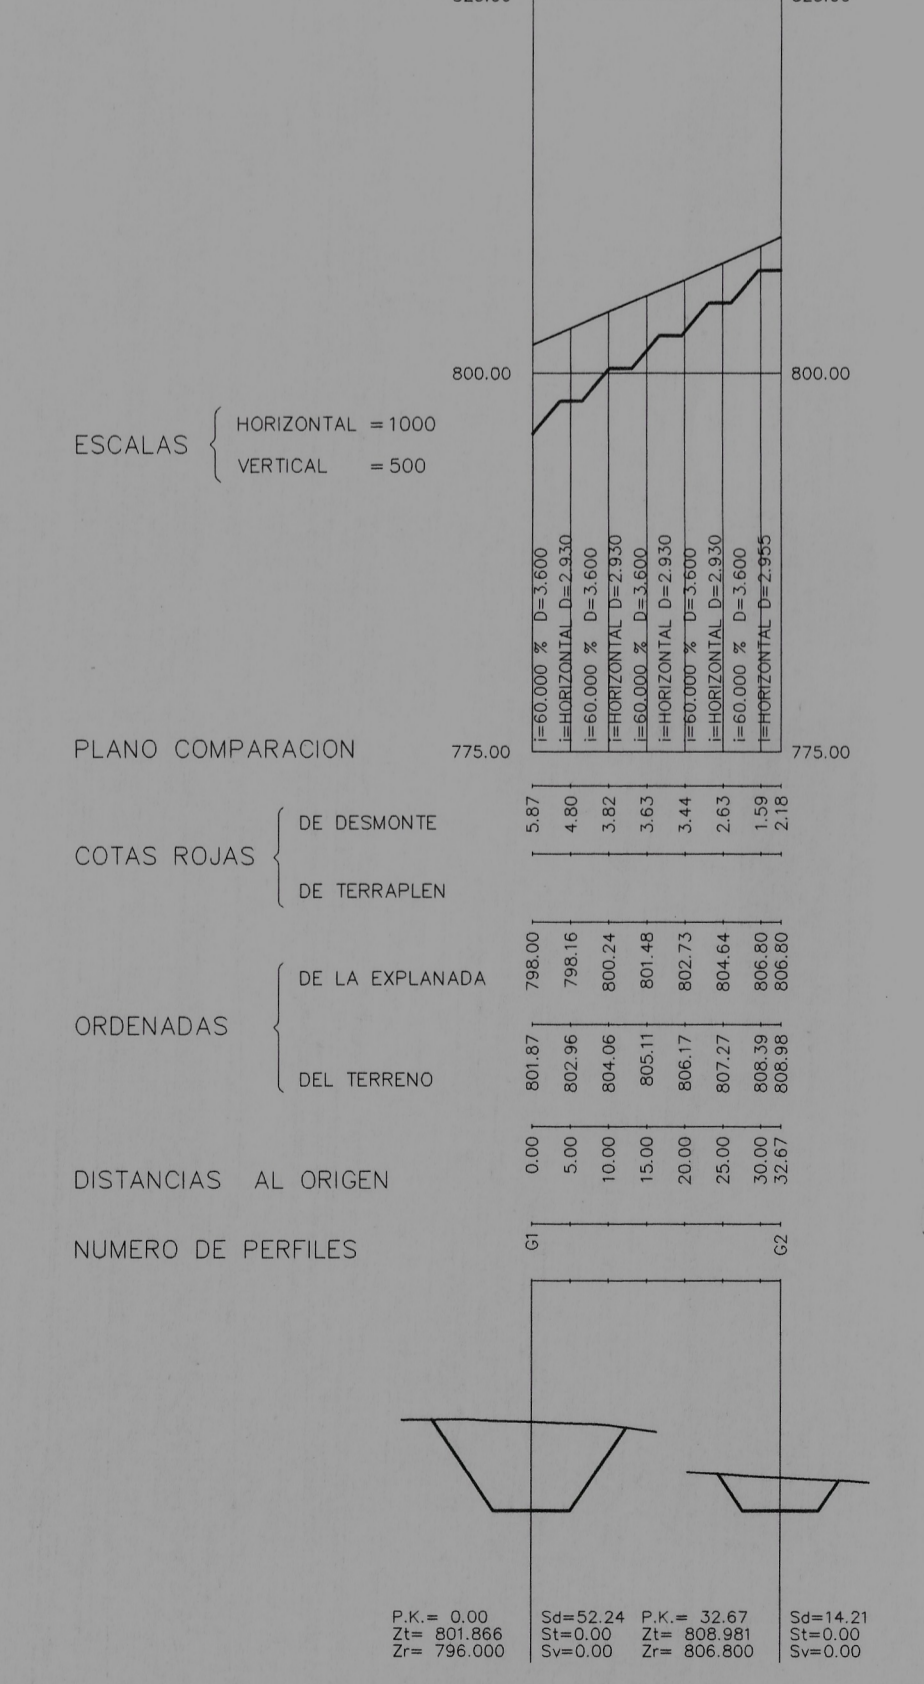 800.00 800.00
ESCALAS
HORIZONTAL = 1000
VERTICAL = 500
i=60.000 % D=3.600
i=HORIZONTAL D=2.930
i=60.000 % D=3.600
i=HORIZONTAL D=2.930
i=60.000 % D=3.600
i=HORIZONTAL D=2.930
i=60.000 % D=3.600
i=HORIZONTAL D=2.930
i=60.000 % D=3.600
i=HORIZONTAL D=2.955
PLANO COMPARACION 775.00 775.00
COTAS ROJAS
DE DESMONTE 5.87 4.80 3.82 3.63 3.44 2.63 1.59 2.18
DE TERRAPLEN
ORDENADAS
DE LA EXPLANADA 798.00 798.16 800.24 801.48 802.73 804.64 806.80 806.80
DEL TERRENO 801.87 802.96 804.06 805.11 806.17 807.27 808.39 808.98
DISTANCIAS AL ORIGEN 0.00 5.00 10.00 15.00 20.00 25.00 30.00 32.67
NUMERO DE PERFILES G1 G2
P.K.= 0.00 Sd=52.24 P.K.= 32.67 Sd=14.21
Zt= 801.866 St=0.00 Zt= 808.981 St=0.00
Zr= 796.000 Sv=0.00 Zr= 806.800 Sv=0.00